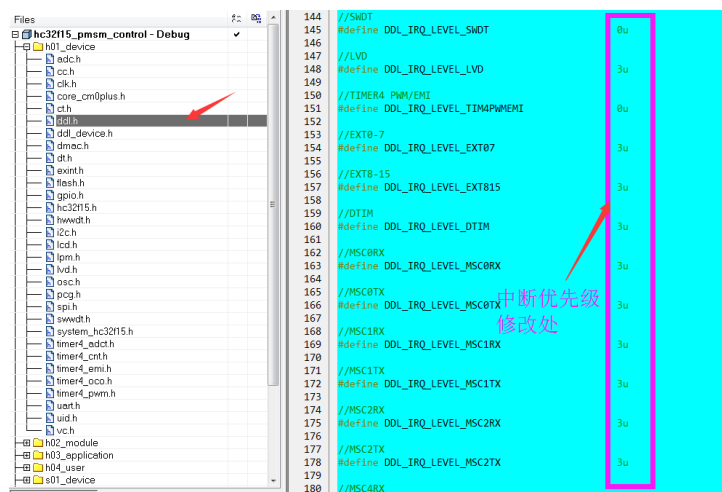 Files
hc32f15_pmsm_control - Debug
h01_device
adc.h
cc.h
clk.h
core_cm0plus.h
ct.h
ddl.h
ddl_device.h
dmac.h
dt.h
exint.h
flash.h
gpio.h
hc32f15.h
hwwdt.h
i2c.h
lcd.h
lpm.h
lvd.h
osc.h
pcg.h
spi.h
swwdt.h
system_hc32f15.h
timer4_adct.h
timer4_cnt.h
timer4_emi.h
timer4_oco.h
timer4_pwm.h
uart.h
uid.h
vc.h
h02_module
h03_application
h04_user
s01_device
144 //SWDT
145 #define DDL_IRQ_LEVEL_SWDT 0u
146
147 //LVD
148 #define DDL_IRQ_LEVEL_LVD 3u
149
150 //TIMER4 PWM/EMI
151 #define DDL_IRQ_LEVEL_TIM4PWMEMI 0u
152
153 //EXT0-7
154 #define DDL_IRQ_LEVEL_EXT07 3u
155
156 //EXT8-15
157 #define DDL_IRQ_LEVEL_EXT815 3u
158
159 //DTIM
160 #define DDL_IRQ_LEVEL_DTIM 3u
161
162 //MSC0RX
163 #define DDL_IRQ_LEVEL_MSC0RX 3u
164
165 //MSC0TX
166 #define DDL_IRQ_LEVEL_MSC0TX 3u
167
168 //MSC1RX
169 #define DDL_IRQ_LEVEL_MSC1RX 3u
170
171 //MSC1TX
172 #define DDL_IRQ_LEVEL_MSC1TX 3u
173
174 //MSC2RX
175 #define DDL_IRQ_LEVEL_MSC2RX 3u
176
177 //MSC2TX
178 #define DDL_IRQ_LEVEL_MSC2TX 3u
179
180 //MSC4RX
中断优先级
修改处